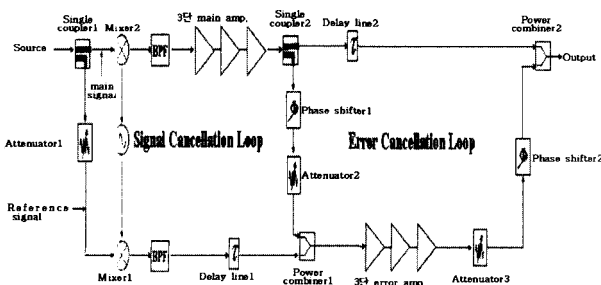 Single
coupler1
Mixer2
3단 main amp.
Single
coupler2
Delay line2
Power
combiner2
Source
BPF
τ
Output
main
signal
Phase shifter1
Attenuator1
Signal Cancellation Loop
Error Cancellation Loop
Phase shifter2
Attenuator2
Reference
signal
BPF
τ
Mixer1
Delay line1
Power
combiner1
3단 error amp
Attenuator3